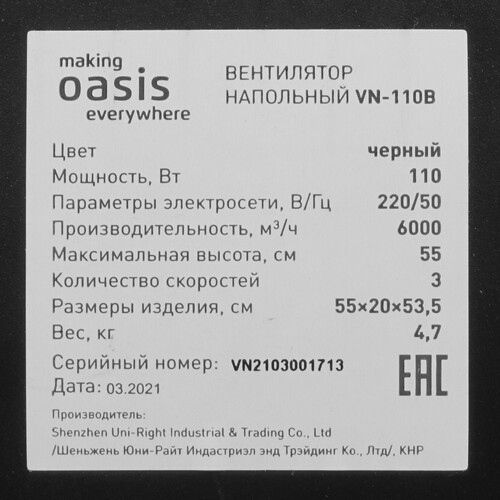 making
oasis
everywhere
ВЕНТИЛЯТОР
НАПОЛЬНЫЙ VN-110B
Цвет черный
Мощность, Вт 110
Параметры электросети, В/Гц 220/50
Производительность, м³/ч 6000
Максимальная высота, см 55
Количество скоростей 3
Размеры изделия, см 55×20×53,5
Вес, кг 4,7
Серийный номер: VN2103001713
Дата: 03.2021
EAC
Производитель:
Shenzhen Uni-Right Industrial & Trading Co., Ltd
/Шеньжень Юни-Райт Индастриэл энд Трэйдинг Ко., Лтд/, КНР